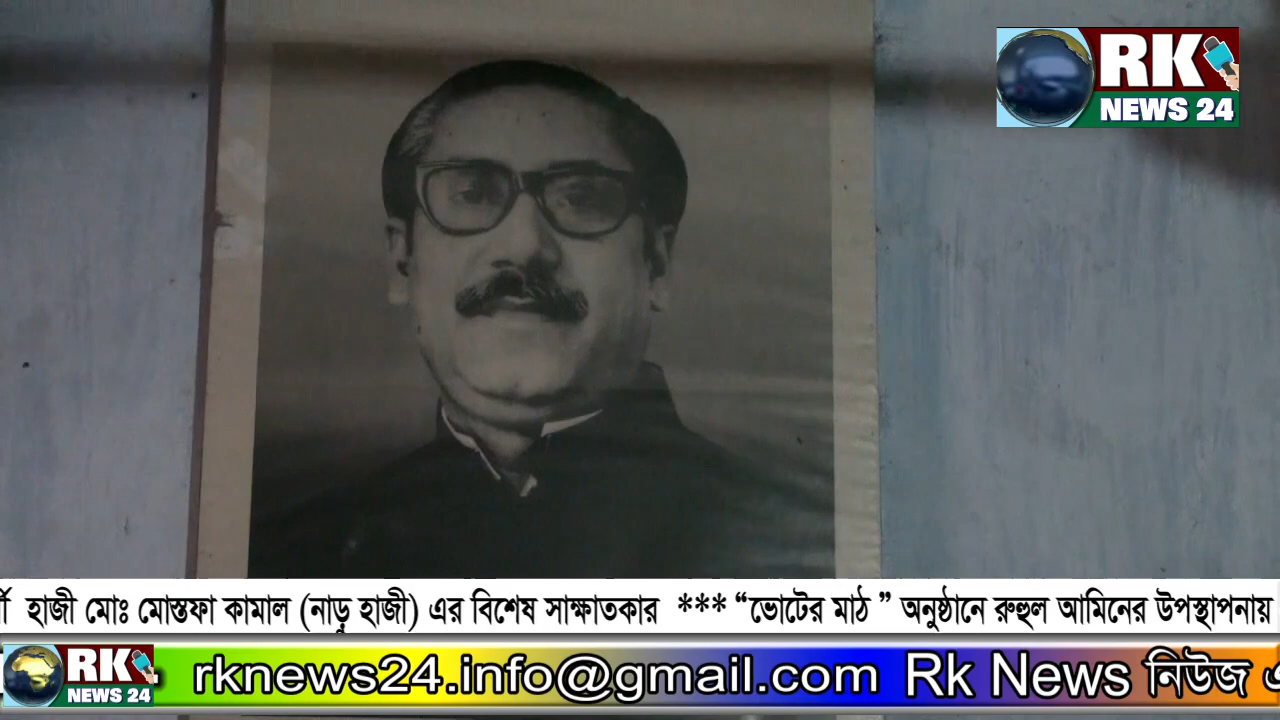 RK
NEWS 24
হাজী মোঃ মোস্তফা কামাল (নাড়ু হাজী) এর বিশেষ সাক্ষাতকার *** “ভোটের মাঠ ” অনুষ্ঠানে রুহুল আমিনের উপস্থাপনায়
RK
NEWS 24
rknews24.info@gmail.com Rk News নিউজ